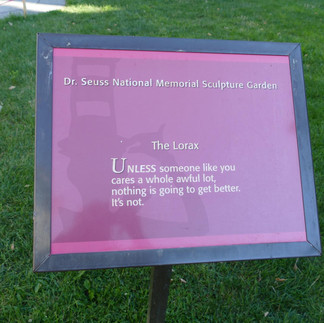 Dr. Seuss National Memorial Sculpture Garden
The Lorax
UNLESS someone like you
cares a whole awful lot,
nothing is going to get better.
It's not.